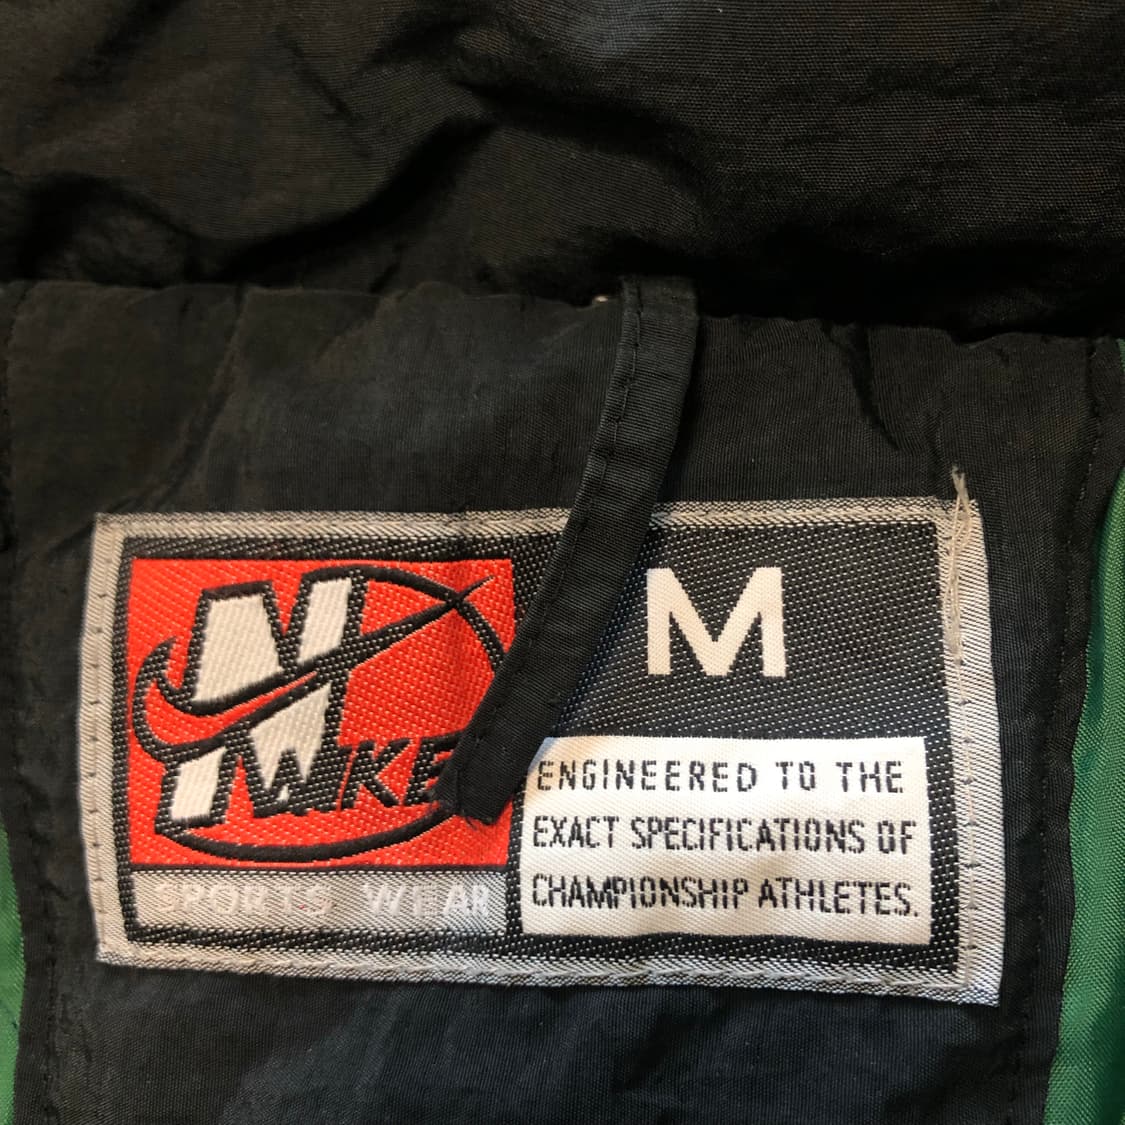 N
NIKE
SPORTS WEAR
M
ENGINEERED TO THE
EXACT SPECIFICATIONS OF
CHAMPIONSHIP ATHLETES.